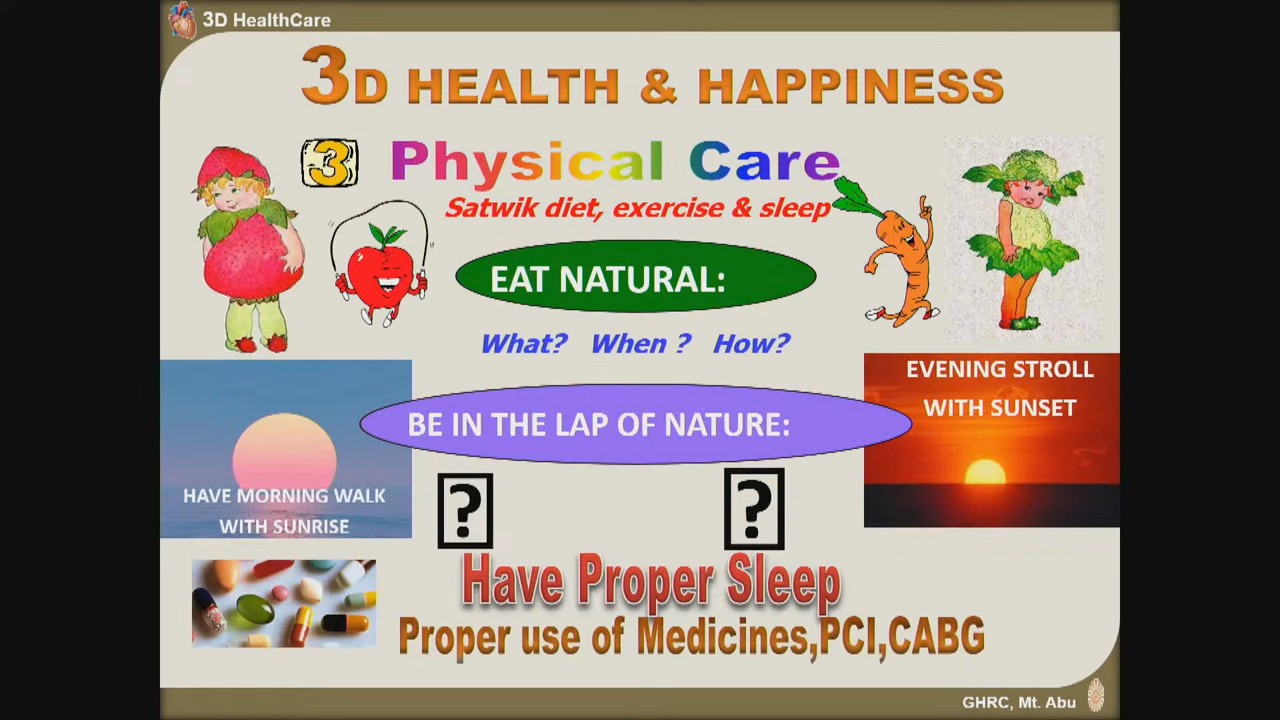 3D HealthCare
3D HEALTH & HAPPINESS
3 Physical Care
Satwik diet, exercise & sleep
EAT NATURAL:
What? When ? How?
BE IN THE LAP OF NATURE:
EVENING STROLL
WITH SUNSET
HAVE MORNING WALK
WITH SUNRISE
? ?
Have Proper Sleep
Proper use of Medicines,PCI,CABG
GHRC, Mt. Abu